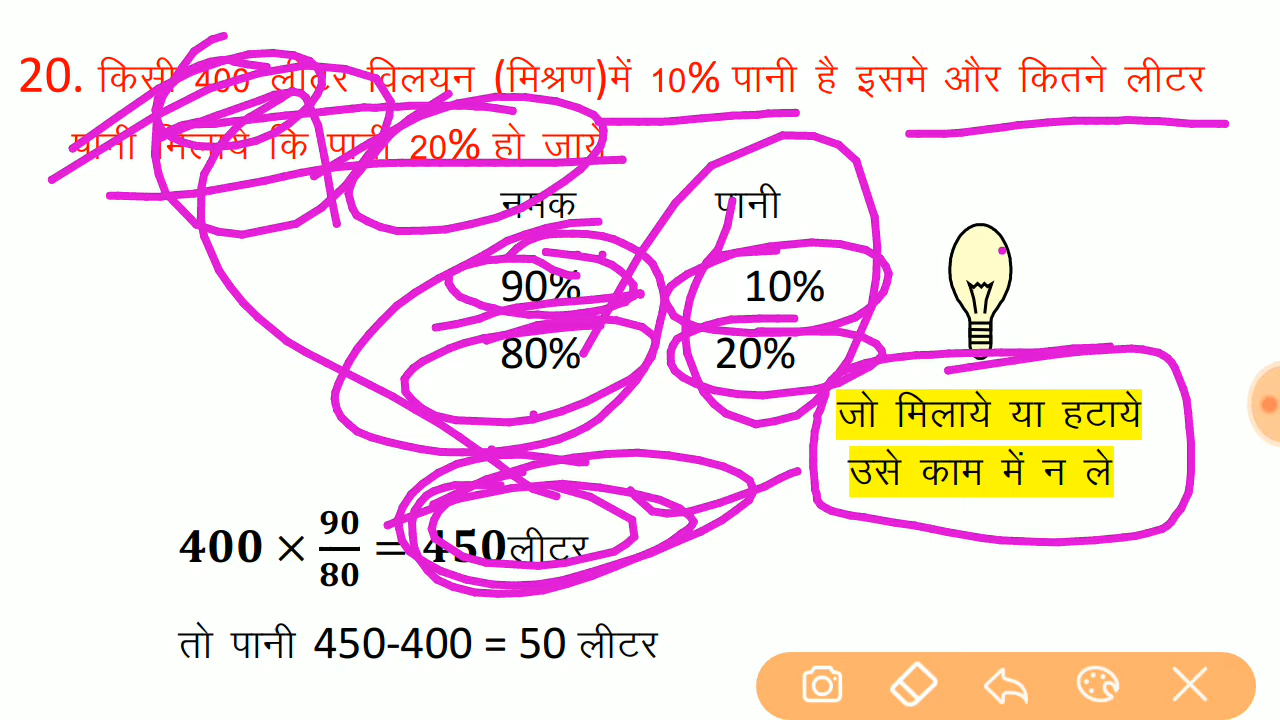 20. किसी 400 लीटर विलयन (मिश्रण)में 10% पानी है इसमे और कितने लीटर
पानी मिलाये कि पानी 20% हो जाये
नमक पानी
90% 10%
80% 20%
जो मिलाये या हटाये
उसे काम में न ले
400 × 90/80 = 450लीटर
तो पानी 450-400 = 50 लीटर